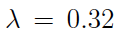 λ = 0.32